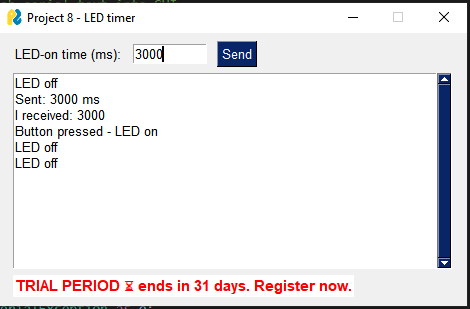 Project 8 - LED timer
LED-on time (ms): 3000 Send
LED off
Sent: 3000 ms
I received: 3000
Button pressed - LED on
LED off
LED off
TRIAL PERIOD ⏳ ends in 31 days. Register now.